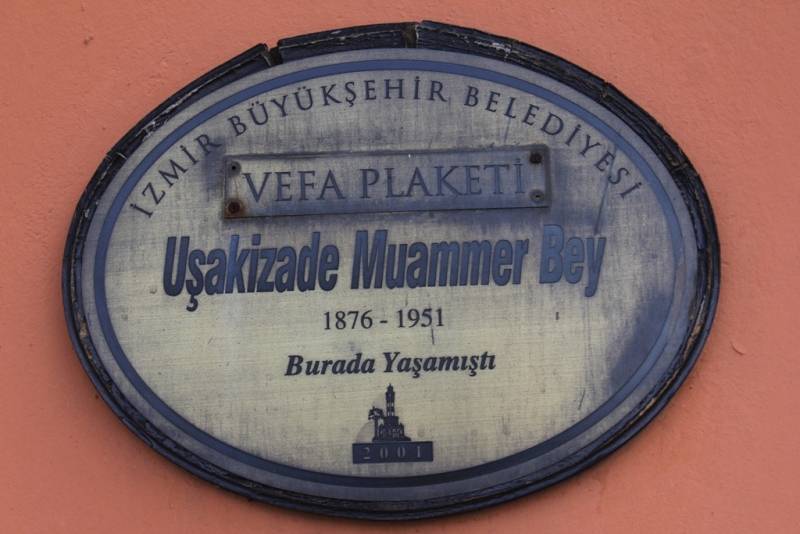 İZMİR BÜYÜKŞEHİR BELEDİYESİ
VEFA PLAKETİ
Uşakizade Muammer Bey
1876 - 1951
Burada Yaşamıştı
2001